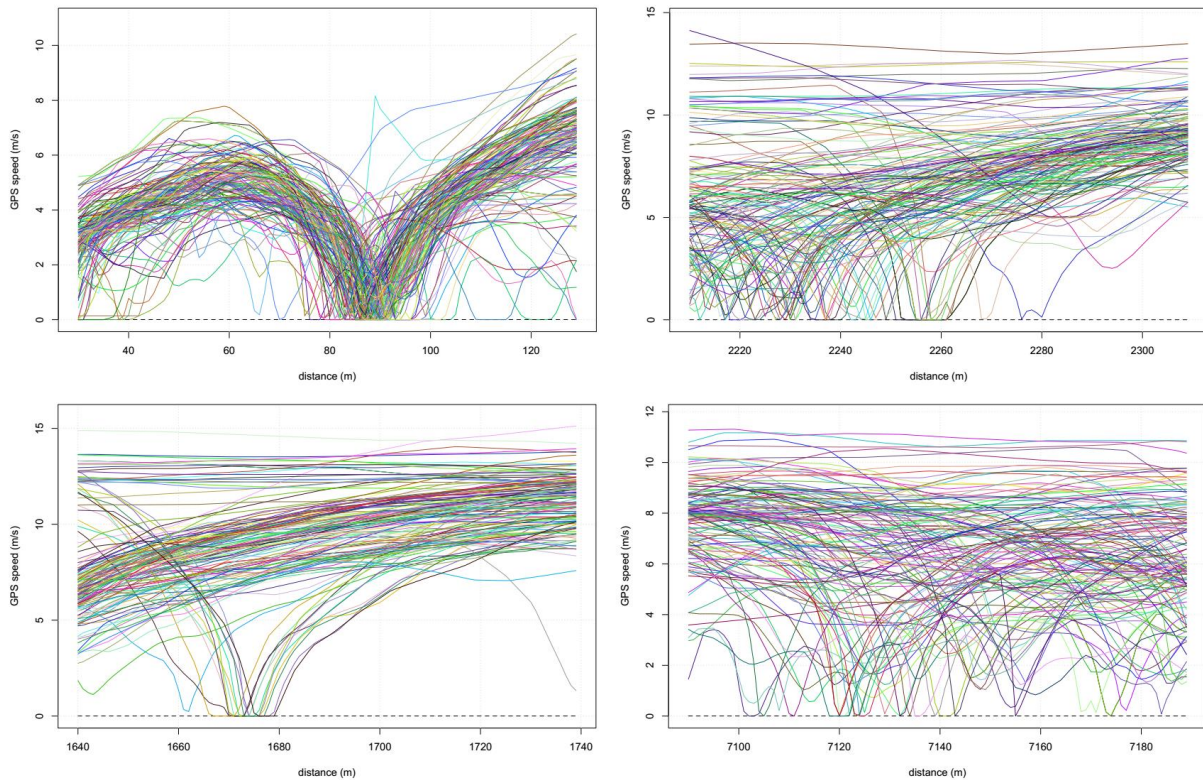 GPS speed (m/s)
0 2 4 6 8 10
40 60 80 100 120
distance (m)
GPS speed (m/s)
0 5 10 15
2220 2240 2260 2280 2300
distance (m)
GPS speed (m/s)
0 5 10 15
1640 1660 1680 1700 1720 1740
distance (m)
GPS speed (m/s)
0 2 4 6 8 10 12
7100 7120 7140 7160 7180
distance (m)